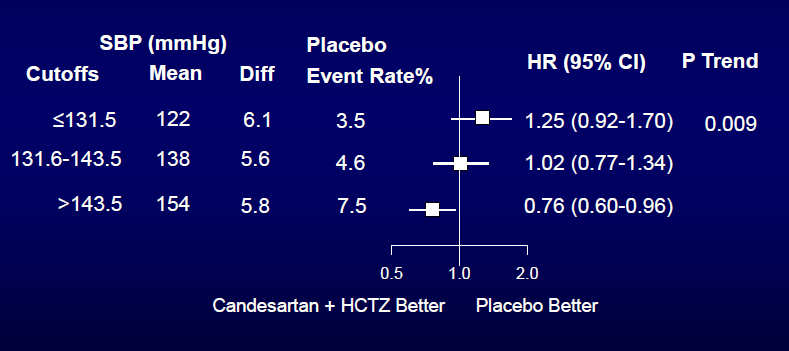 SBP (mmHg) Placebo
Cutoffs Mean Diff Event Rate% HR (95% CI) P Trend
≤131.5 122 6.1 3.5 1.25 (0.92-1.70) 0.009
131.6-143.5 138 5.6 4.6 1.02 (0.77-1.34)
>143.5 154 5.8 7.5 0.76 (0.60-0.96)
0.5 1.0 2.0
Candesartan + HCTZ Better Placebo Better